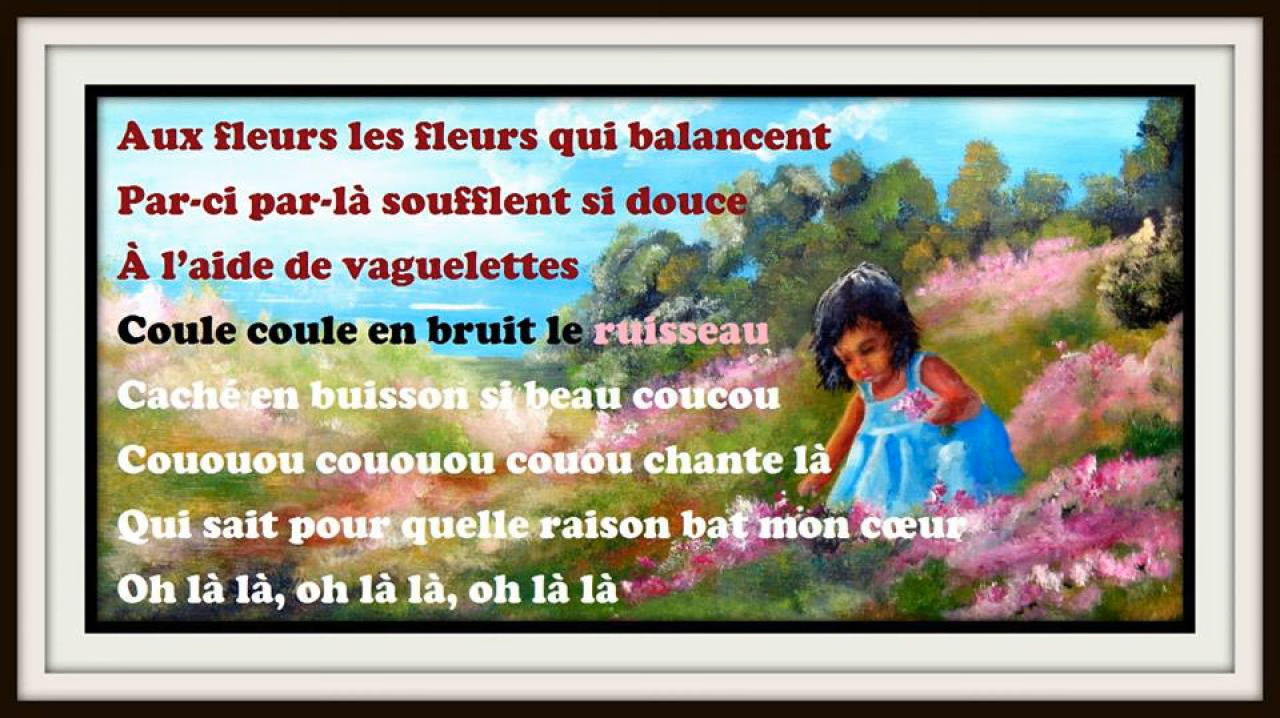 Aux fleurs les fleurs qui balancent
Par-ci par-là soufflent si douce
À l’aide de vaguelettes
Coule coule en bruit le ruisseau
Caché en buisson si beau coucou
Couououou cououou couou chante là
Qui sait pour quelle raison bat mon cœur
Oh là là, oh là là, oh là là